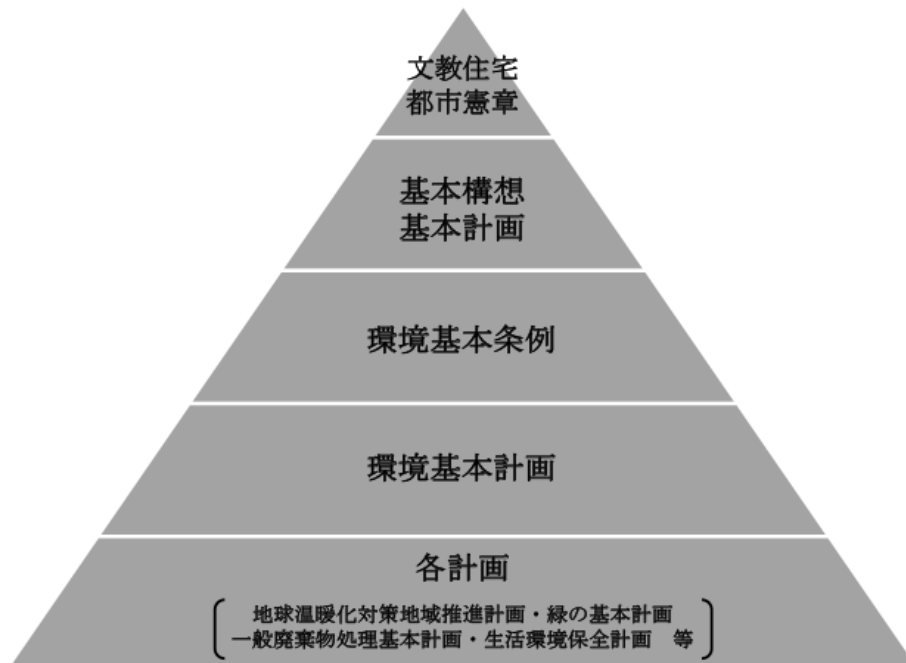 文教住宅
都市憲章
基本構想
基本計画
環境基本条例
環境基本計画
各計画
地球温暖化対策地域推進計画・緑の基本計画
一般廃棄物処理基本計画・生活環境保全計画　等